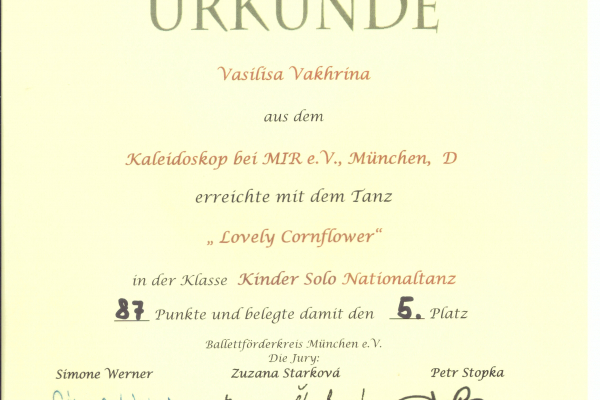 URKUNDE
Vasilisa Vakhrina
aus dem
Kaleidoskop bei MIR e.V., München, D
erreichte mit dem Tanz
„ Lovely Cornflower“
in der Klasse Kinder Solo Nationaltanz
87 Punkte und belegte damit den 5. Platz
Ballettförderkreis München e.V.
Die Jury:
Simone Werner Zuzana Starková Petr Stopka